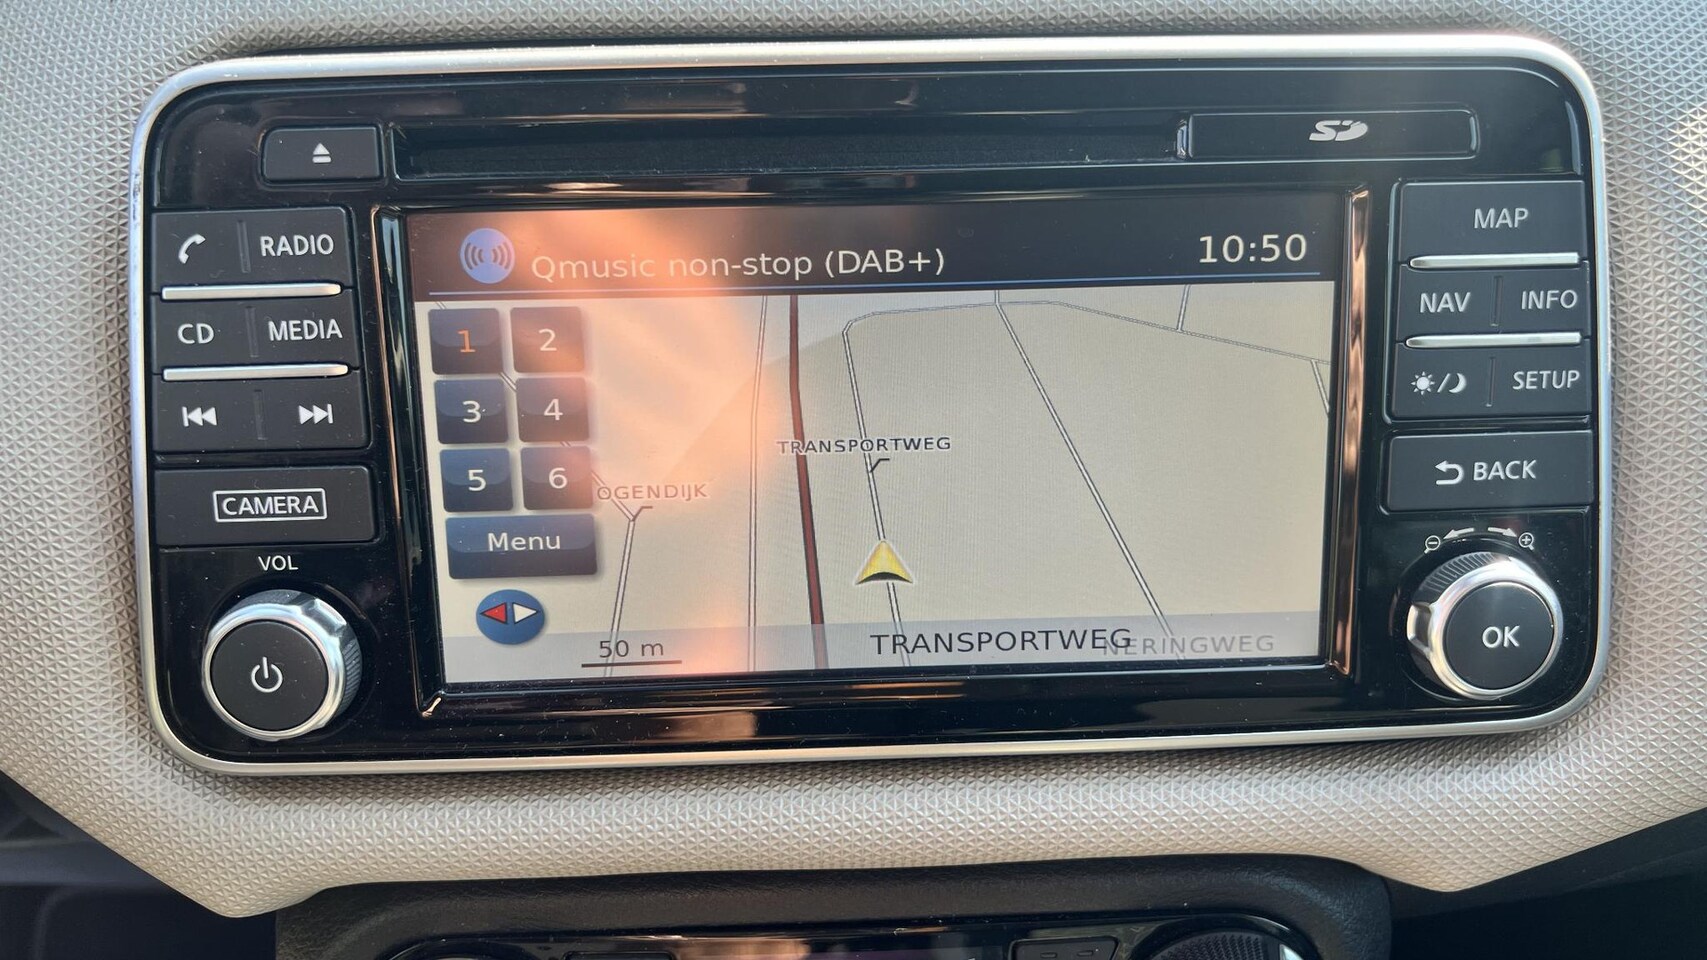 SD
RADIO
CD MEDIA
CAMERA
VOL
Qmusic non-stop (DAB+) 10:50
1 2
3 4
5 6
Menu
TRANSPORTWEG
OGENDIJK
50 m
TRANSPORTWEG
NERINGWEG
MAP
NAV INFO
SETUP
BACK
OK